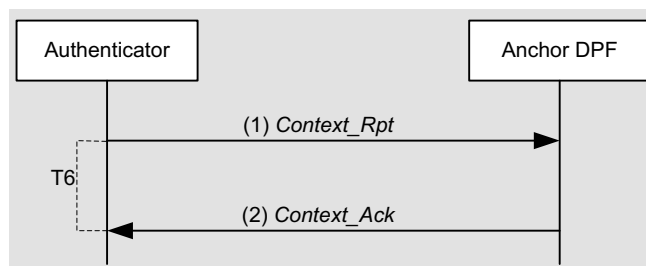 Authenticator
Anchor DPF
(1) Context_Rpt
T6
(2) Context_Ack